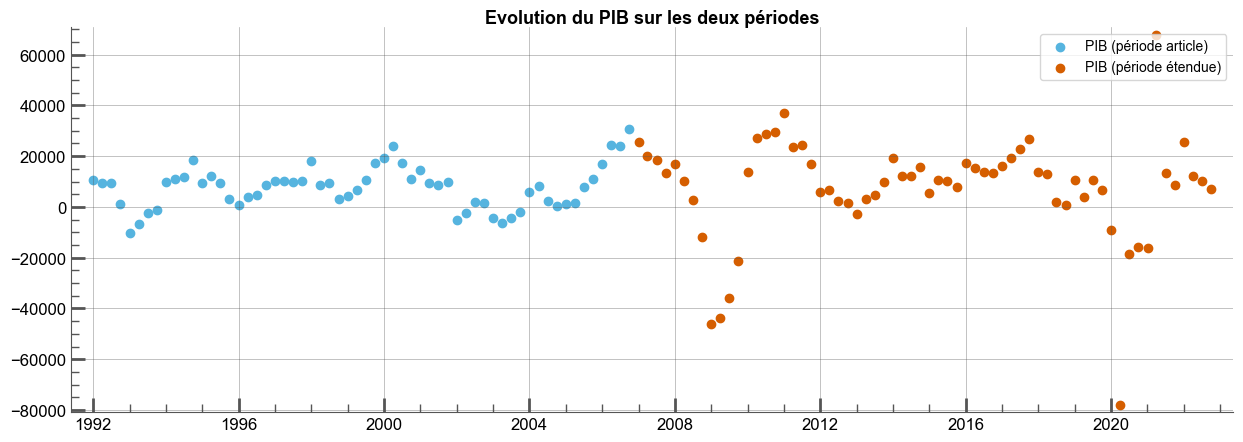 Evolution du PIB sur les deux périodes
PIB (période article)
PIB (période étendue)
60000
40000
20000
0
−20000
−40000
−60000
−80000
1992 1996 2000 2004 2008 2012 2016 2020